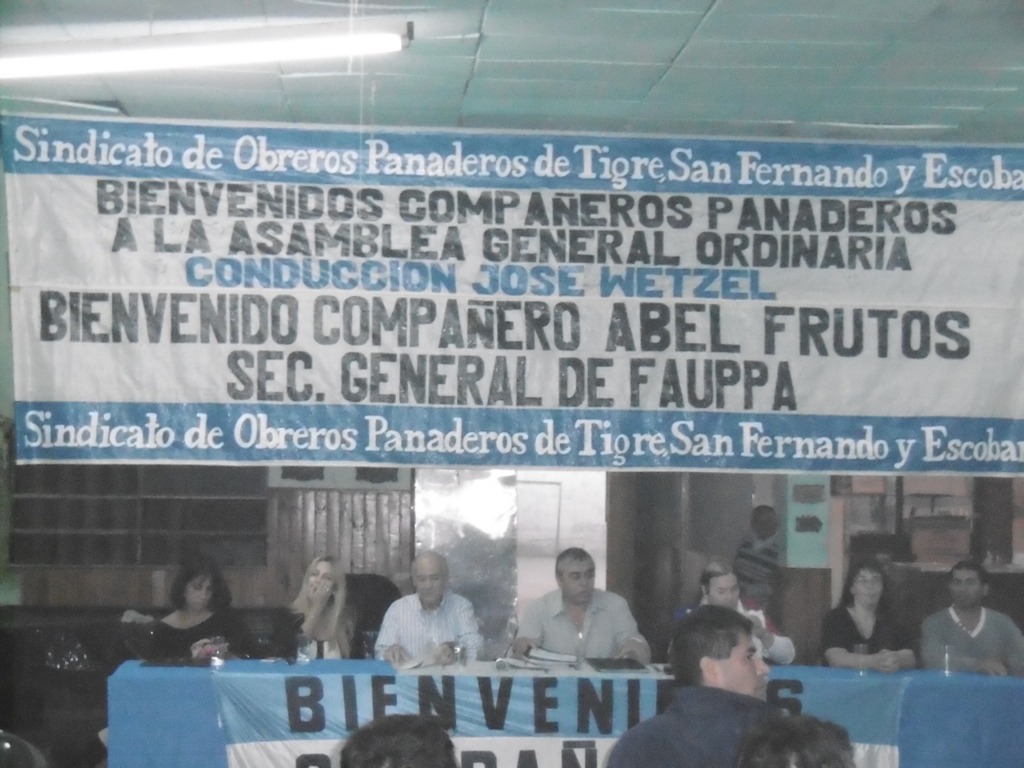 Sindicato de Obreros Panaderos de Tigre, San Fernando y Escoba
BIENVENIDOS COMPAÑEROS PANADEROS
A LA ASAMBLEA GENERAL ORDINARIA
CONDUCCION JOSE WETZEL
BIENVENIDO COMPAÑERO ABEL FRUTOS
SEC. GENERAL DE FAUPPA
Sindicato de Obreros Panaderos de Tigre, San Fernando y Escobar